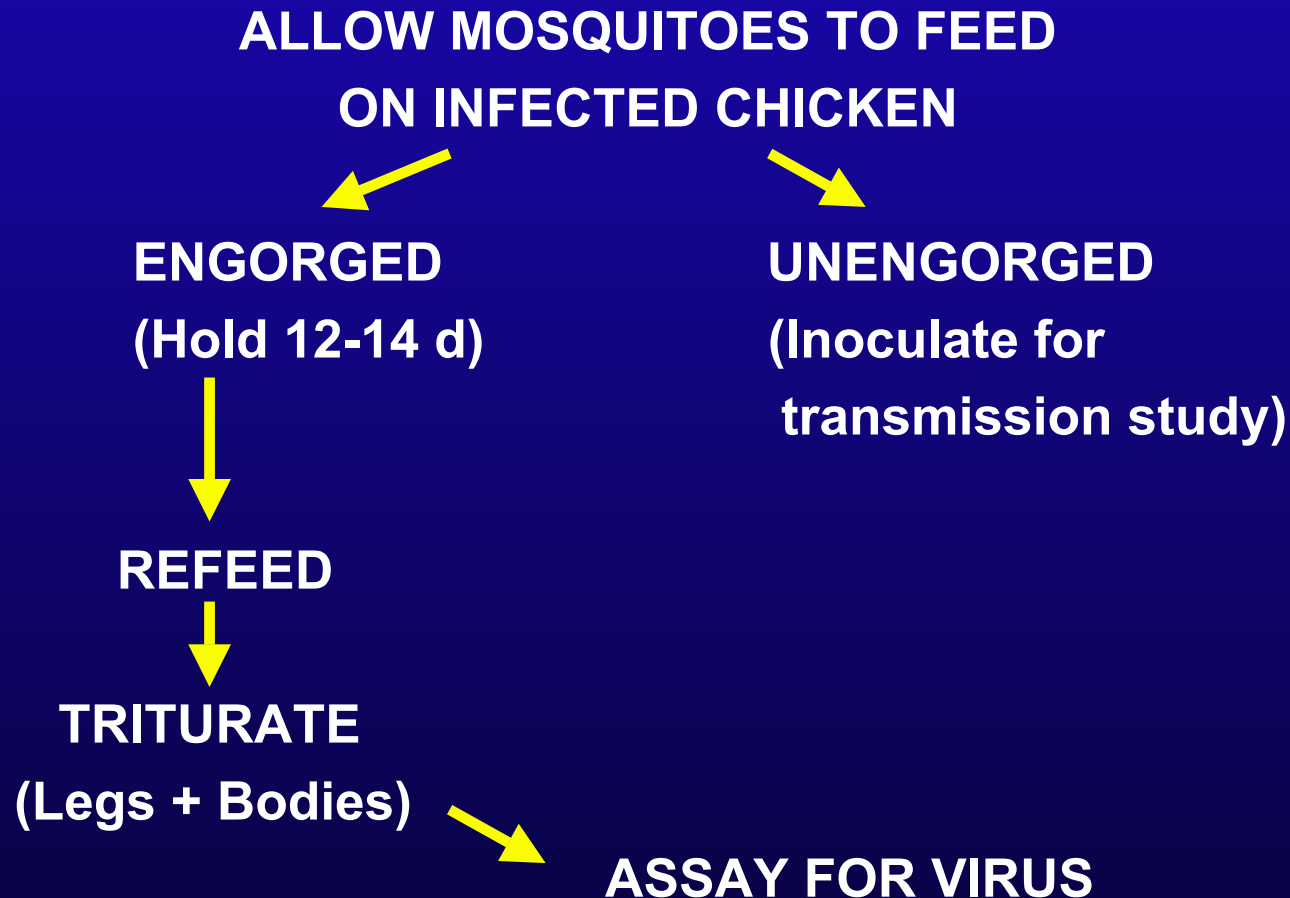 ALLOW MOSQUITOES TO FEED
ON INFECTED CHICKEN
ENGORGED
(Hold 12-14 d)
UNENGORGED
(Inoculate for
transmission study)
REFEED
TRITURATE
(Legs + Bodies)
ASSAY FOR VIRUS